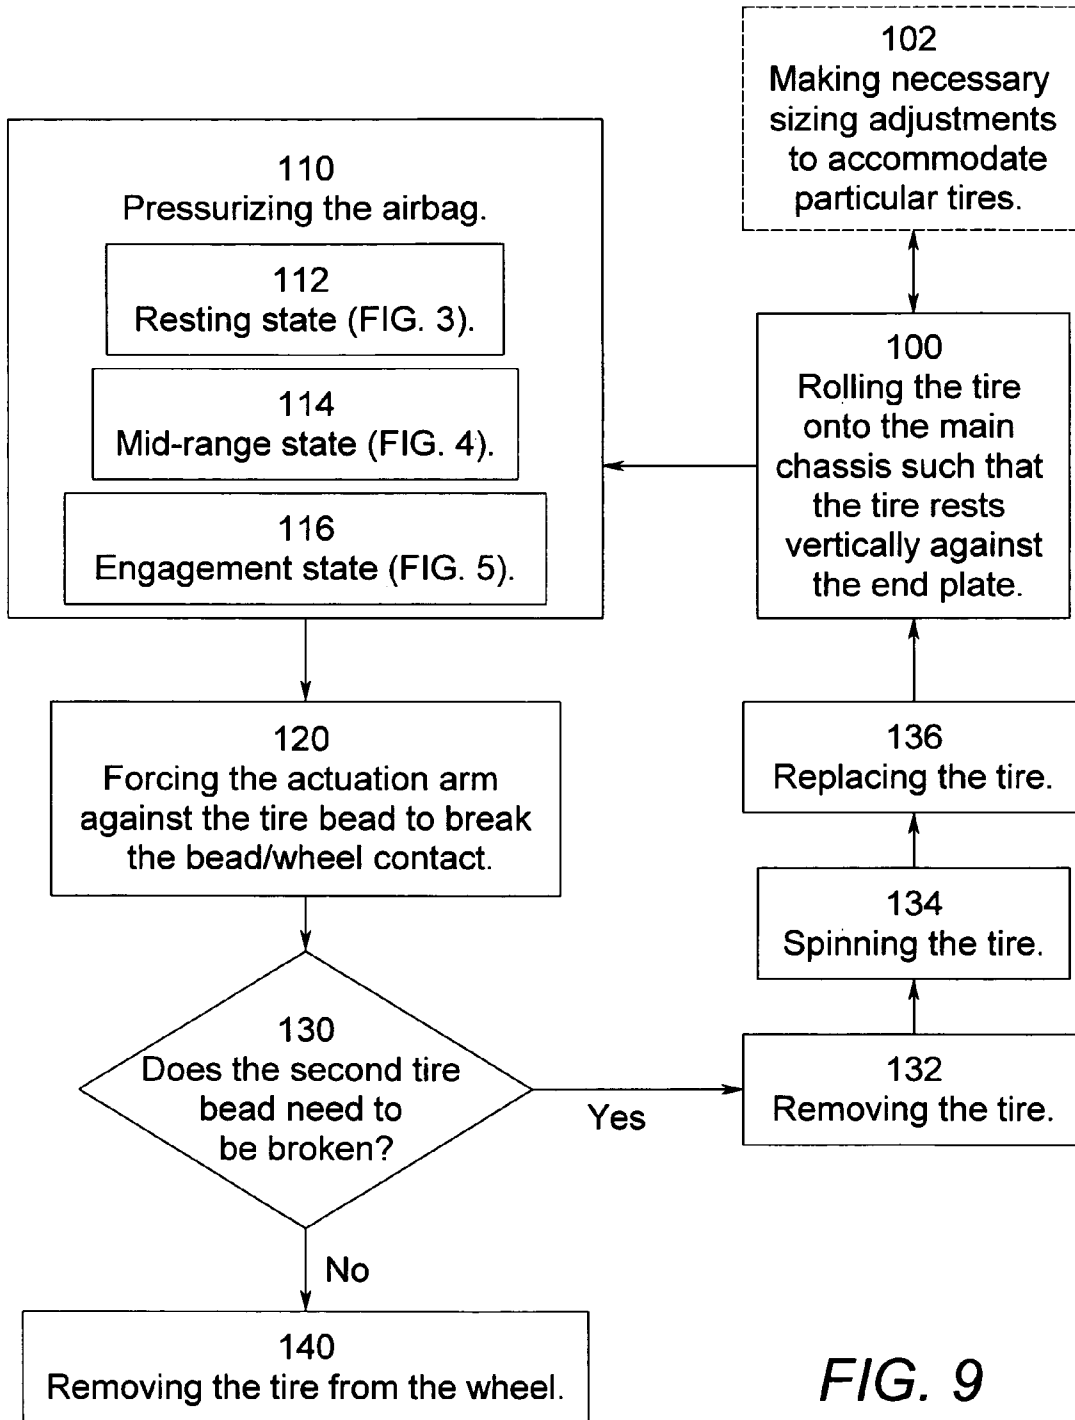 102
Making necessary
sizing adjustments
to accommodate
particular tires.
110
Pressurizing the airbag.
112
Resting state (FIG. 3).
114
Mid-range state (FIG. 4).
116
Engagement state (FIG. 5).
100
Rolling the tire
onto the main
chassis such that
the tire rests
vertically against
the end plate.
120
Forcing the actuation arm
against the tire bead to break
the bead/wheel contact.
136
Replacing the tire.
134
Spinning the tire.
130
Does the second tire
bead need to
be broken?
Yes
132
Removing the tire.
No
140
Removing the tire from the wheel.
FIG. 9